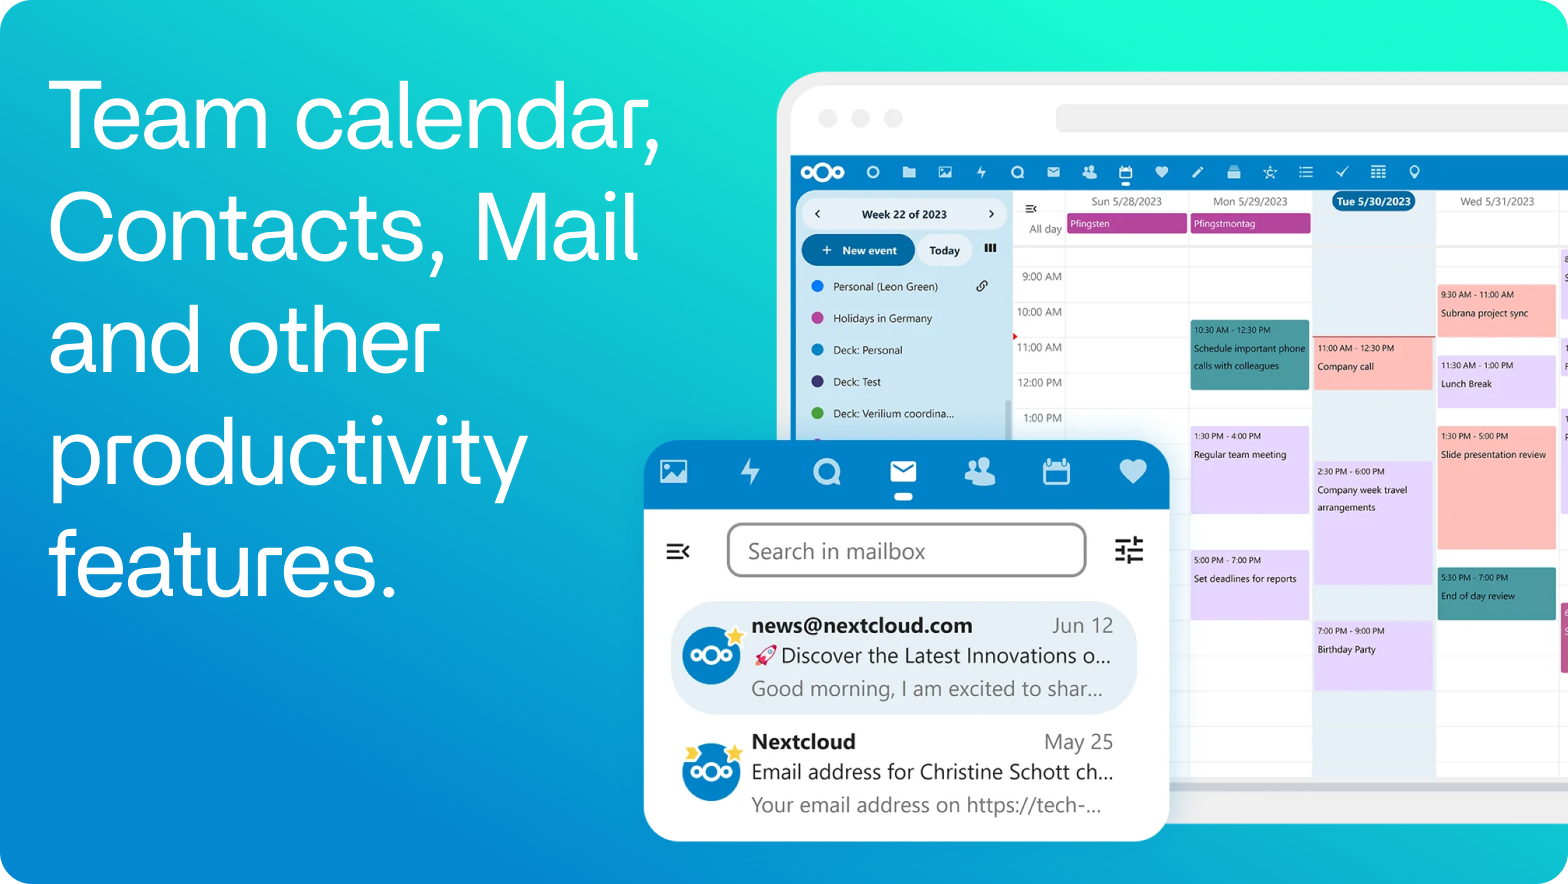 Team calendar,
Contacts, Mail
and other
productivity
features.
Week 22 of 2023
New event
Today
Personal (Leon Green)
Holidays in Germany
Deck: Personal
Deck: Test
Deck: Verilium coordina...
Sun 5/28/2023
Mon 5/29/2023
Tue 5/30/2023
Wed 5/31/2023
All day
Pfingsten
Pfingstmontag
9:00 AM
10:00 AM
11:00 AM
12:00 PM
1:00 PM
10:30 AM - 12:30 PM
Schedule important phone
calls with colleagues
1:30 PM - 4:00 PM
Regular team meeting
5:00 PM - 7:00 PM
Set deadlines for reports
11:00 AM - 12:30 PM
Company call
2:30 PM - 6:00 PM
Company week travel
arrangements
7:00 PM - 9:00 PM
Birthday Party
9:30 AM - 11:00 AM
Subrana project sync
11:30 AM - 1:00 PM
Lunch Break
1:30 PM - 5:00 PM
Slide presentation review
5:30 PM - 7:00 PM
End of day review
Search in mailbox
news@nextcloud.com
Jun 12
🚀Discover the Latest Innovations o...
Good morning, I am excited to shar...
Nextcloud
May 25
Email address for Christine Schott ch...
Your email address on https://tech-...